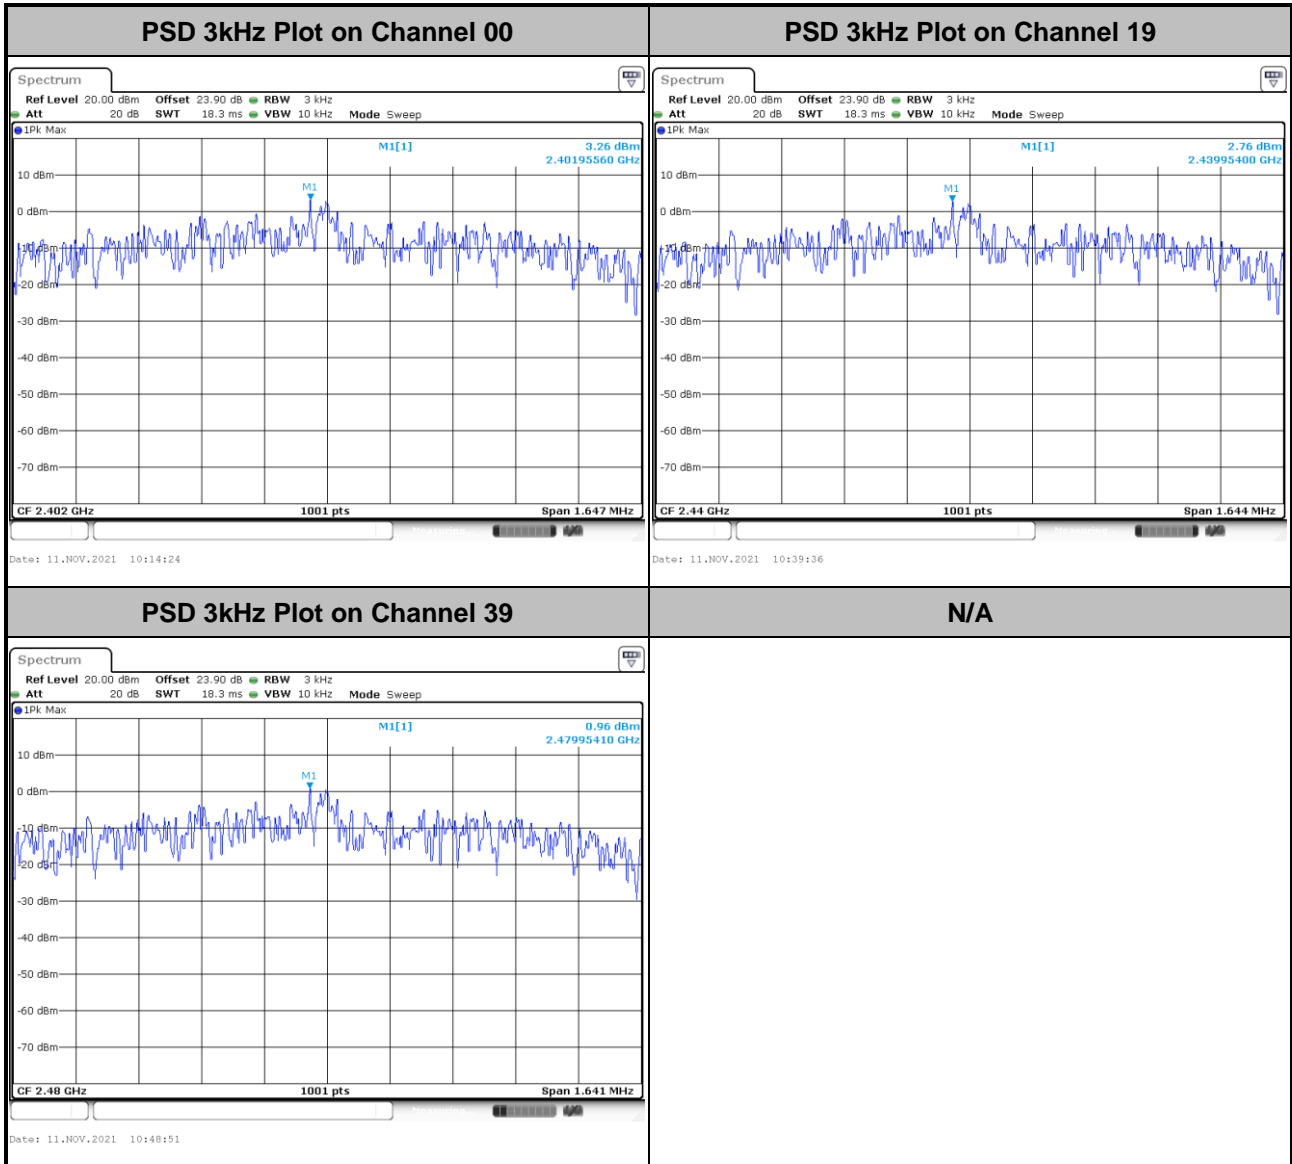 PSD 3kHz Plot on Channel 00
Spectrum
Ref Level 20.00 dBm Offset 23.90 dB RBW 3 kHz
Att 20 dB SWT 18.3 ms VBW 10 kHz Mode Sweep
1Pk Max
M1[1] 3.26 dBm
2.40195560 GHz
10 dBm
M1
0 dBm
-10 dBm
-20 dBm
-30 dBm
-40 dBm
-50 dBm
-60 dBm
-70 dBm
CF 2.402 GHz 1001 pts Span 1.647 MHz
Measuring
Date: 11.NOV.2021 10:14:24
PSD 3kHz Plot on Channel 19
Spectrum
Ref Level 20.00 dBm Offset 23.90 dB RBW 3 kHz
Att 20 dB SWT 18.3 ms VBW 10 kHz Mode Sweep
1Pk Max
M1[1] 2.76 dBm
2.43995400 GHz
10 dBm
M1
0 dBm
-10 dBm
-20 dBm
-30 dBm
-40 dBm
-50 dBm
-60 dBm
-70 dBm
CF 2.44 GHz 1001 pts Span 1.644 MHz
Measuring
Date: 11.NOV.2021 10:39:36
PSD 3kHz Plot on Channel 39
Spectrum
Ref Level 20.00 dBm Offset 23.90 dB RBW 3 kHz
Att 20 dB SWT 18.3 ms VBW 10 kHz Mode Sweep
1Pk Max
M1[1] 0.96 dBm
2.47995410 GHz
10 dBm
M1
0 dBm
-10 dBm
-20 dBm
-30 dBm
-40 dBm
-50 dBm
-60 dBm
-70 dBm
CF 2.48 GHz 1001 pts Span 1.641 MHz
Measuring
Date: 11.NOV.2021 10:48:51
N/A